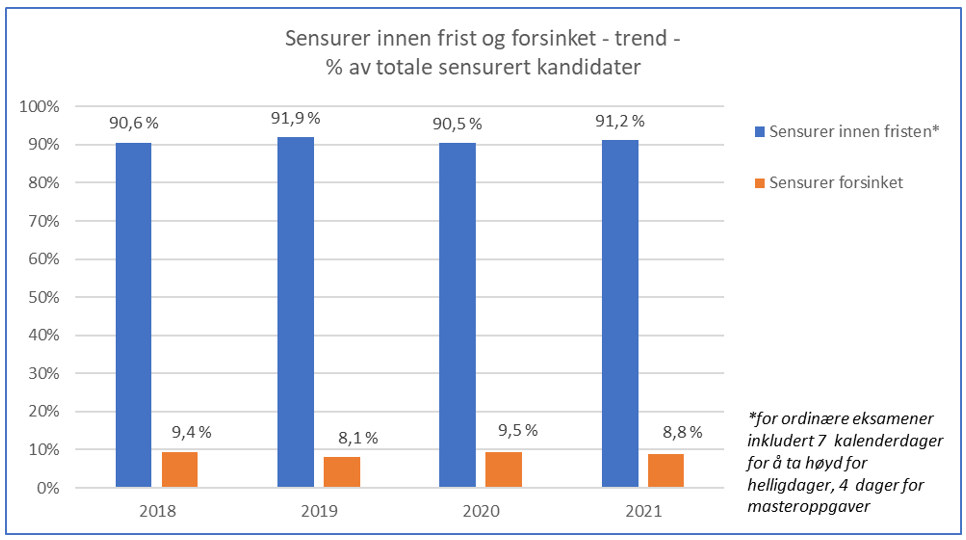 Sensurer innen frist og forsinket - trend -
% av totale sensurert kandidater
100%
90%
80%
70%
60%
50%
40%
30%
20%
10%
0%
90,6 %
91,9 %
90,5 %
91,2 %
9,4 %
8,1 %
9,5 %
8,8 %
2018
2019
2020
2021
Sensurer innen fristen*
Sensurer forsinket
*for ordinære eksamener
inkludert 7 kalenderdager
for å ta høyd for
helligdager, 4 dager for
masteroppgaver